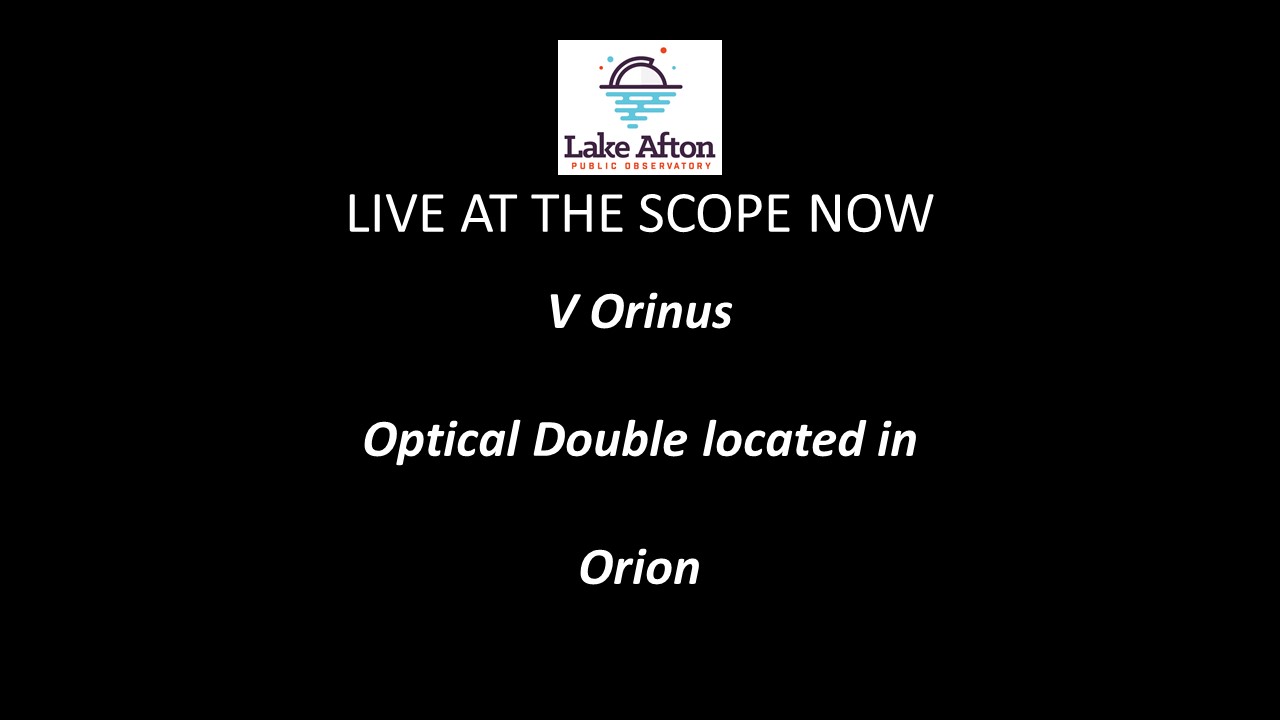 Lake Afton
PUBLIC OBSERVATORY
LIVE AT THE SCOPE NOW
V Orinus
Optical Double located in
Orion